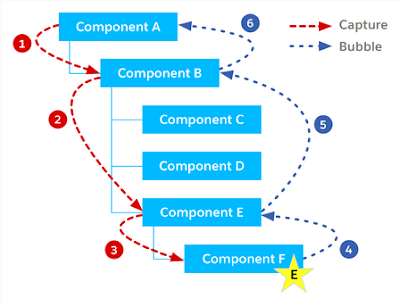 Component A
6
Capture
Bubble
1
Component B
2
Component C
5
Component D
Component E
3
4
Component F
E